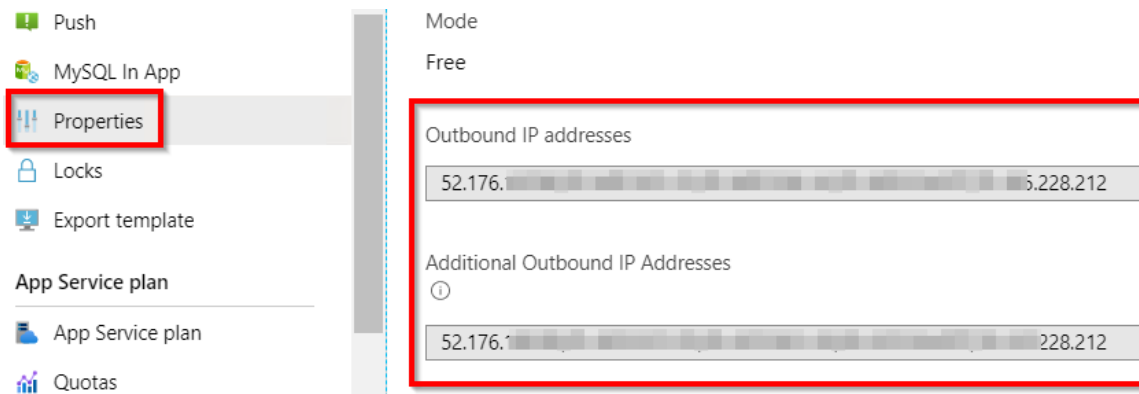 Push
MySQL In App
Properties
Locks
Export template
App Service plan
App Service plan
Quotas
Mode
Free
Outbound IP addresses
52.176. .228.212
Additional Outbound IP Addresses
52.176. 228.212